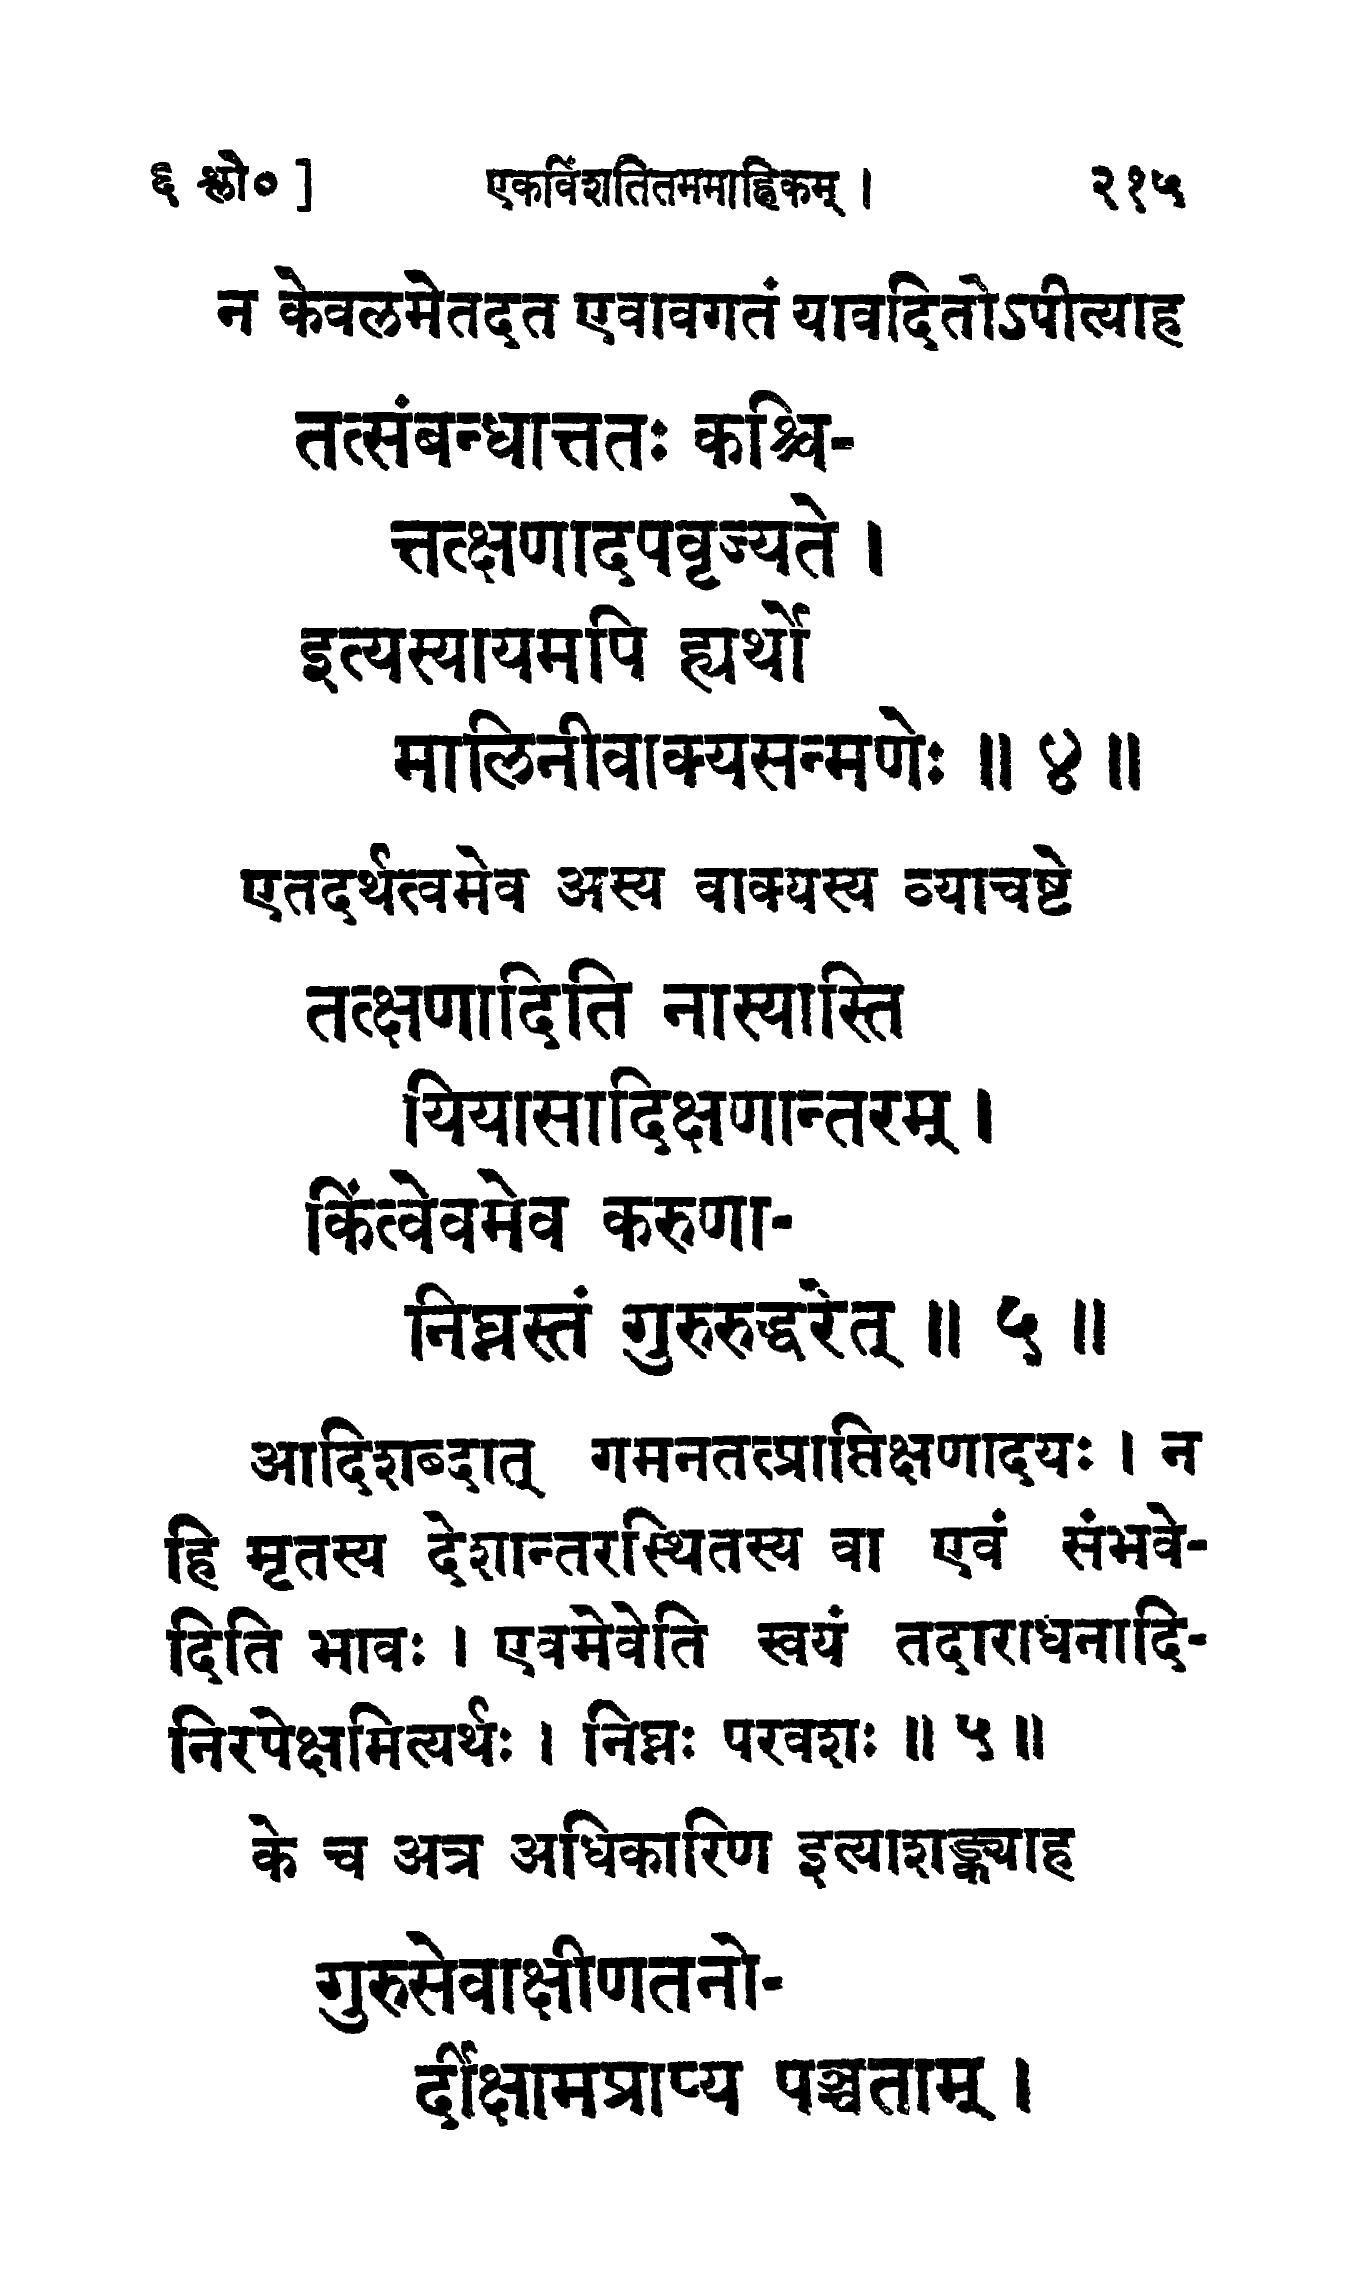 ६ श्लो० ]	एकविंशतितममाह्निकम् ।	२१५
न केवलमेतदत एवावगतं यावदितोऽपीत्याह
तत्संबन्धात्ततः कश्चि-
त्तत्क्षणादपवृज्यते ।
इत्यस्यायमपि ह्यर्थो
मालिनीवाक्यसन्मणेः ॥ ४ ॥
एतदर्थत्वमेव अस्य वाक्यस्य व्याचष्टे
तत्क्षणादिति नास्यास्ति
यियासादिक्षणान्तरम् ।
किंत्वेवमेव करुणा-
निघ्नस्तं गुरुरुद्धरेत् ॥ ५ ॥
आदिशब्दात् गमनतत्प्राप्तिक्षणादयः । न
हि मृतस्य देशान्तरस्थितस्य वा एवं संभवे-
दिति भावः । एवमेवेति स्वयं तदाराधनादि-
निरपेक्षमित्यर्थः । निघ्नः परवशः ॥ ५ ॥
के च अत्र अधिकारिण इत्याशङ्क्याह
गुरुसेवाक्षीणतनो-
र्दीक्षामप्राप्य पञ्चताम् ।